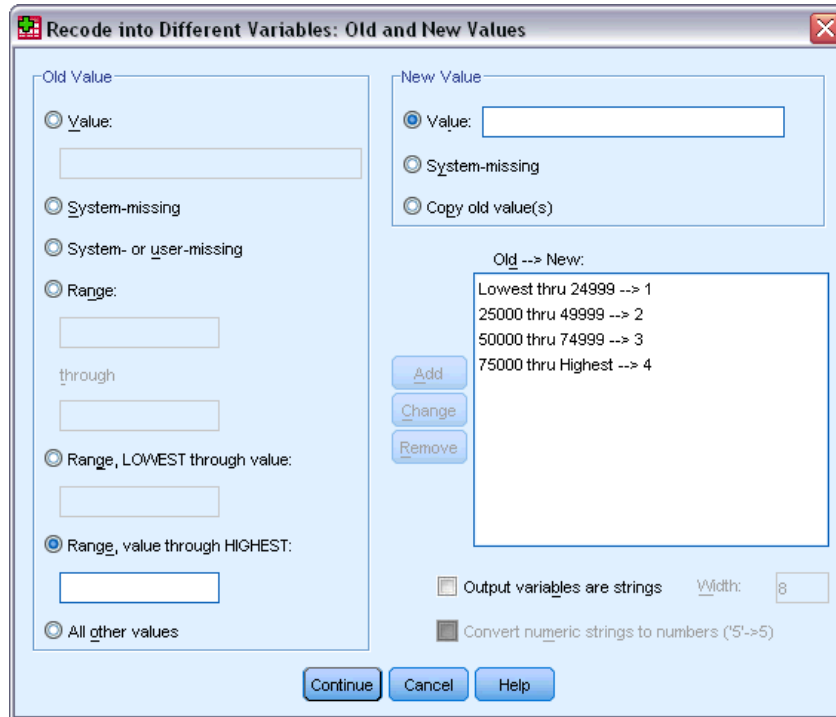 Recode into Different Variables: Old and New Values
Old Value
Value:
System-missing
System- or user-missing
Range:
through
Range, LOWEST through value:
Range, value through HIGHEST:
All other values
New Value
Value:
System-missing
Copy old value(s)
Old --> New:
Lowest thru 24999 --> 1
25000 thru 49999 --> 2
50000 thru 74999 --> 3
75000 thru Highest --> 4
Add
Change
Remove
Output variables are strings Width: 8
Convert numeric strings to numbers ('5'->5)
Continue Cancel Help